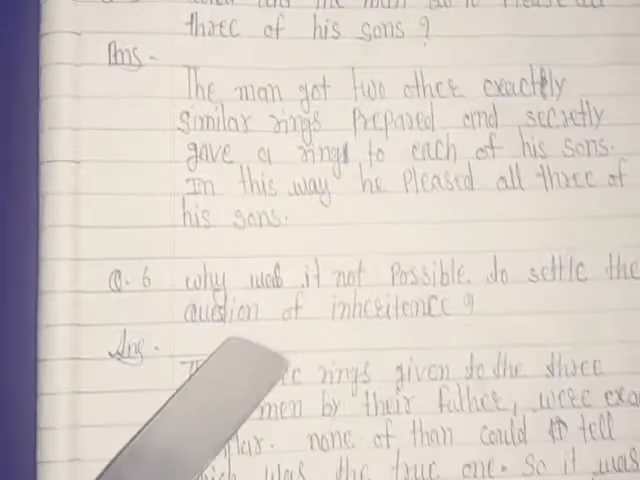 three of his sons ?
Ans -
The man got two other exactely
similar rings prepared and secretly
gave a rings to each of his sons.
In this way he pleased all three of
his sons.
Q. 6 why was it not possible to settle the
question of inheritence ?
Ans.
rings given to the three
men by their father, were exa
lar. none of than could tell
was the true one. So it was